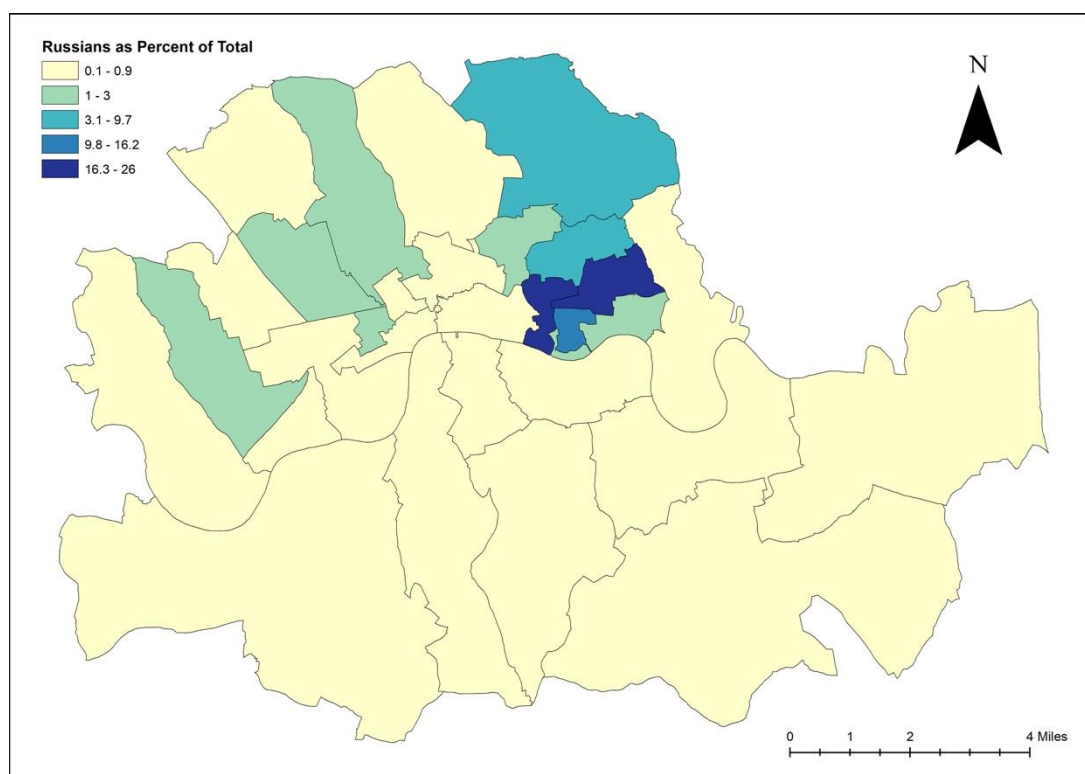 Russians as Percent of Total
0.1 - 0.9
1 - 3
3.1 - 9.7
9.8 - 16.2
16.3 - 26
N
0 1 2 4 Miles